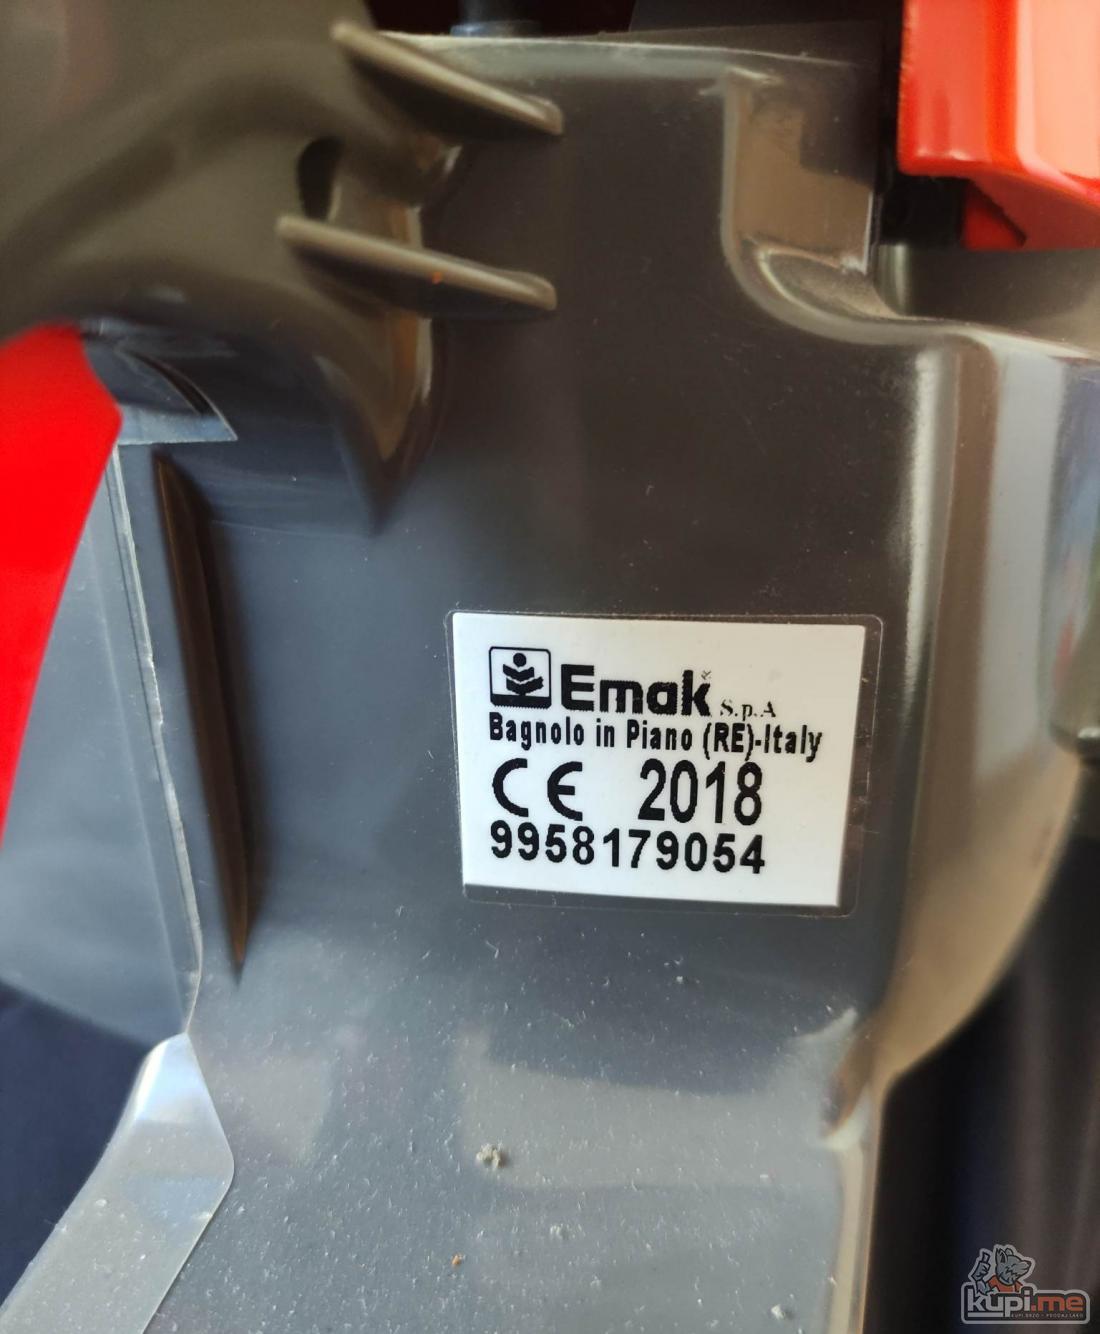 Emak S.p.A
Bagnolo in Piano (RE)-Italy
CE 2018
9958179054
kupi.me